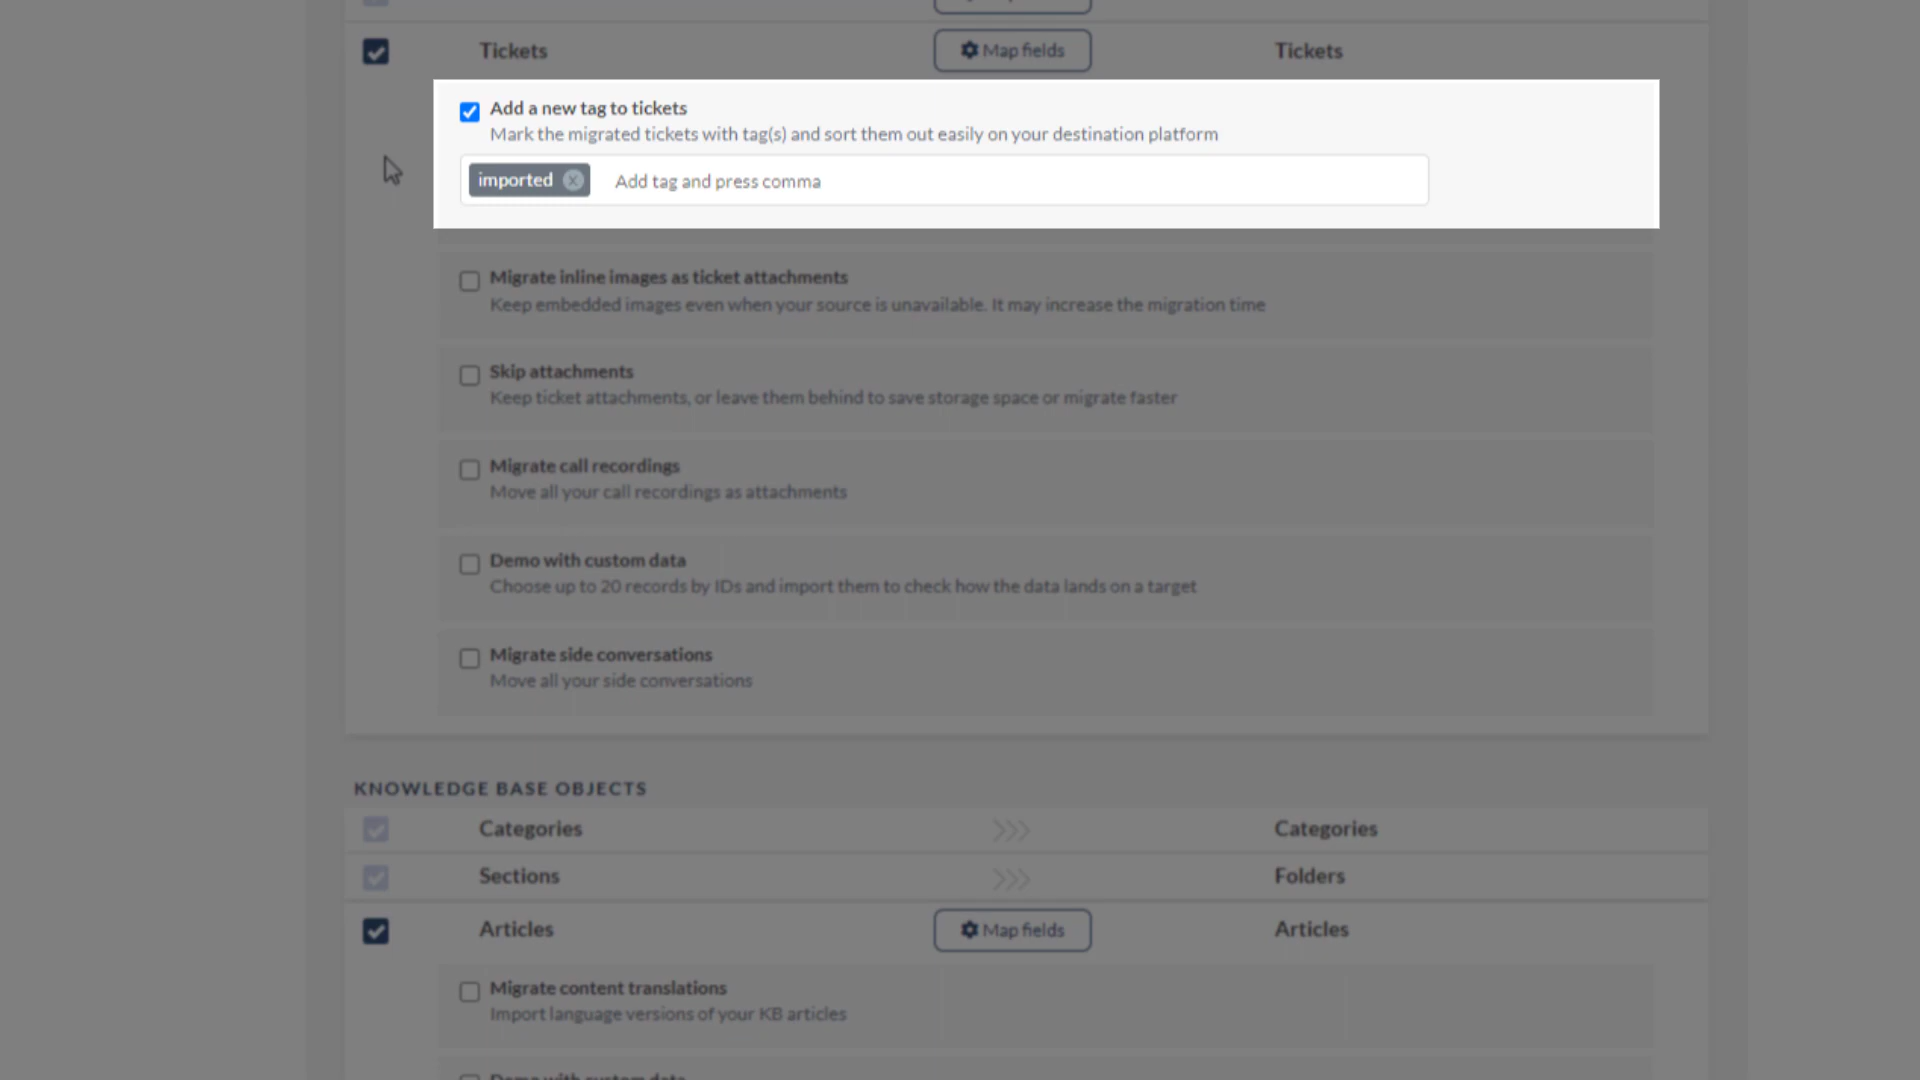 Tickets
Map fields
Tickets
Add a new tag to tickets
Mark the migrated tickets with tag(s) and sort them out easily on your destination platform
imported
Add tag and press comma
Migrate inline images as ticket attachments
Keep embedded images even when your source is unavailable. It may increase the migration time
Skip attachments
Keep ticket attachments, or leave them behind to save storage space or migrate faster
Migrate call recordings
Move all your call recordings as attachments
Demo with custom data
Choose up to 20 records by IDs and import them to check how the data lands on a target
Migrate side conversations
Move all your side conversations
KNOWLEDGE BASE OBJECTS
Categories
Categories
Sections
Folders
Articles
Map fields
Articles
Migrate content translations
Import language versions of your KB articles
Demo with custom data